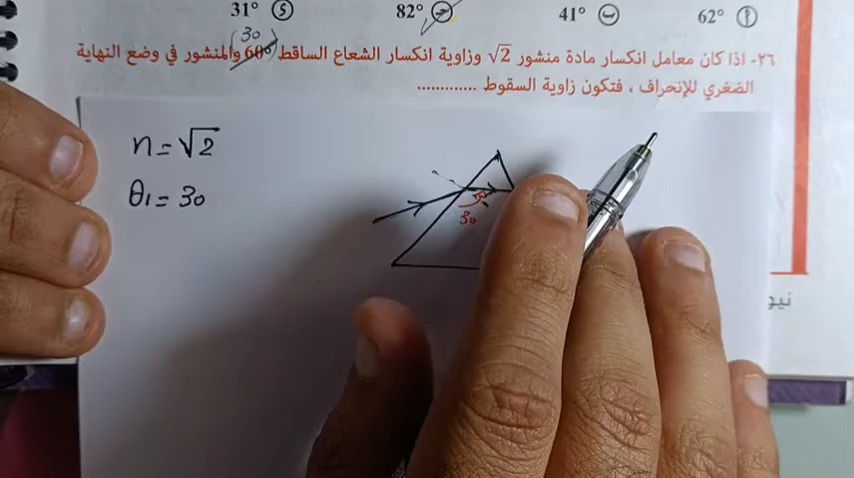 أ 62° ب 41° ج 82° د 31°
(30)
٢٦- اذا كان معامل انكسار مادة منشور √2 وزاوية انكسار الشعاع الساقط 60° والمنشور في وضع النهاية
الصغري للإنحراف ، فتكون زاوية السقوط .............
n = √2
θ1 = 30
30